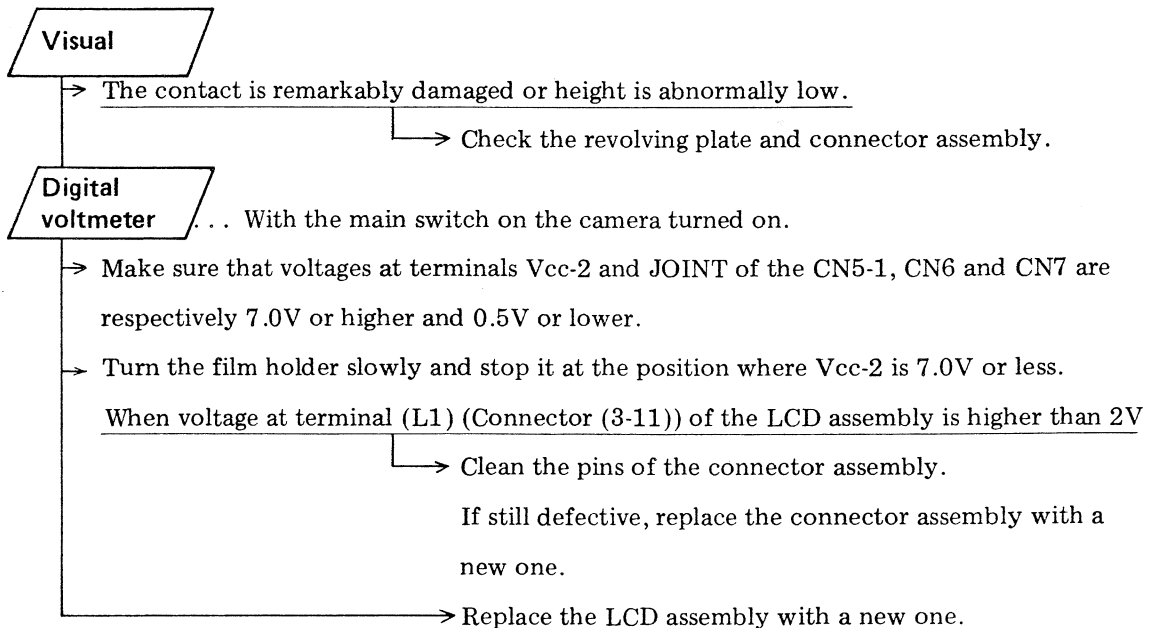 Visual
The contact is remarkably damaged or height is abnormally low.
Check the revolving plate and connector assembly.
Digital
voltmeter . . . With the main switch on the camera turned on.
Make sure that voltages at terminals Vcc-2 and JOINT of the CN5-1, CN6 and CN7 are
respectively 7.0V or higher and 0.5V or lower.
Turn the film holder slowly and stop it at the position where Vcc-2 is 7.0V or less.
When voltage at terminal (L1) (Connector (3-11)) of the LCD assembly is higher than 2V
Clean the pins of the connector assembly.
If still defective, replace the connector assembly with a
new one.
Replace the LCD assembly with a new one.